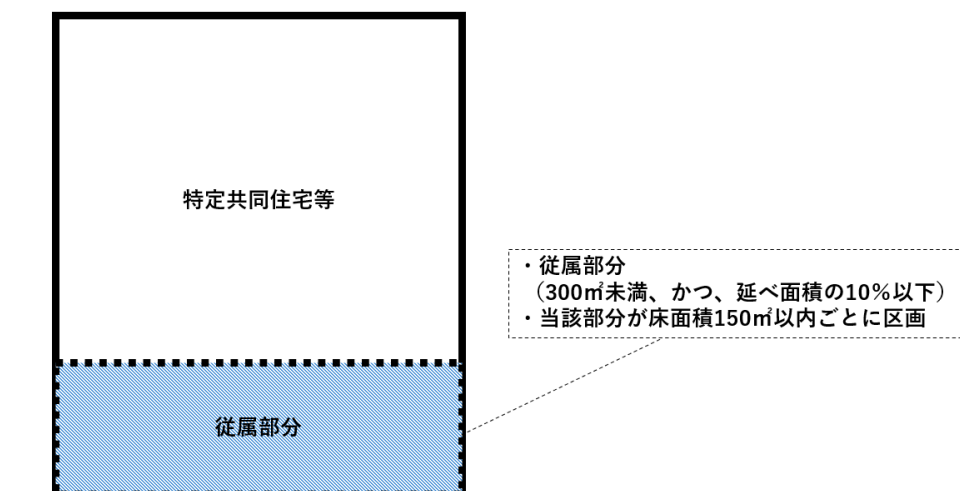 特定共同住宅等
・従属部分
（300㎡未満、かつ、延べ面積の10％以下）
・当該部分が床面積150㎡以内ごとに区画
従属部分